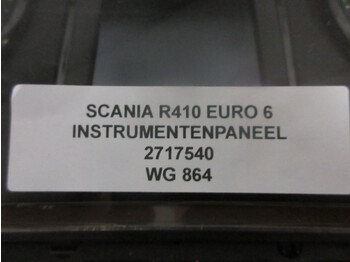 SCANIA R410 EURO 6
INSTRUMENTENPANEEL
2717540
WG 864